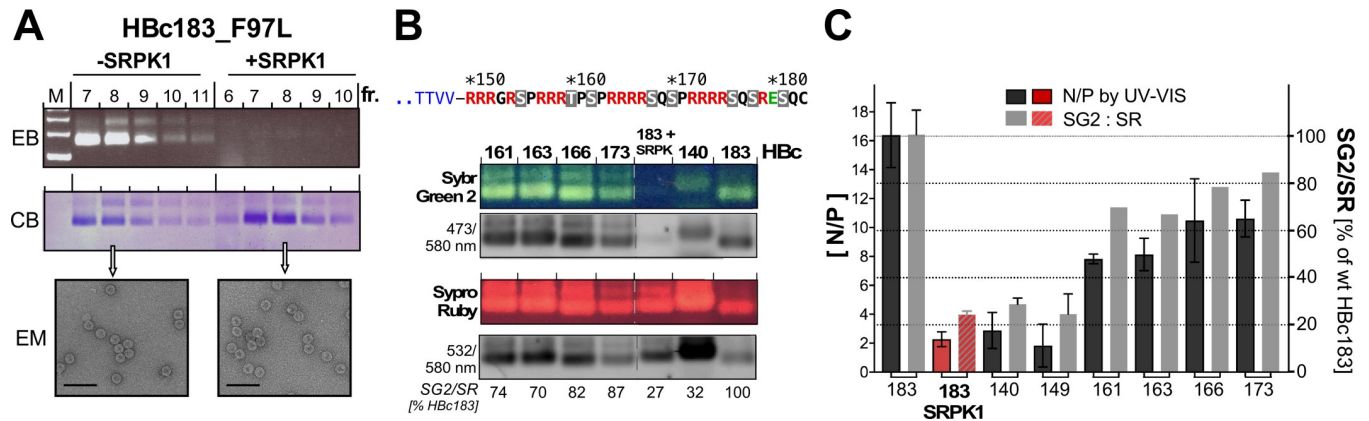 A
HBc183_F97L
-SRPK1 +SRPK1
M 7 8 9 10 11 6 7 8 9 10 fr.
EB
CB
EM
B
*150 *160 *170 *180
..TTVV-RRRGRSPRRRTPSPRRRRSQSPRRRRSQSRESQC
161 163 166 173 183 + SRPK 140 183 HBc
Sybr
Green 2
473/
580 nm
Sypro
Ruby
532/
580 nm
SG2/SR 74 70 82 87 27 32 100
[% HBc183]
C
N/P by UV-VIS
SG2 : SR
[ N/P ]
18
16
14
12
10
8
6
4
2
0
100
80
60
40
20
0
SG2/SR [% of wt HBc183]
183 183 140 149 161 163 166 173
SRPK1